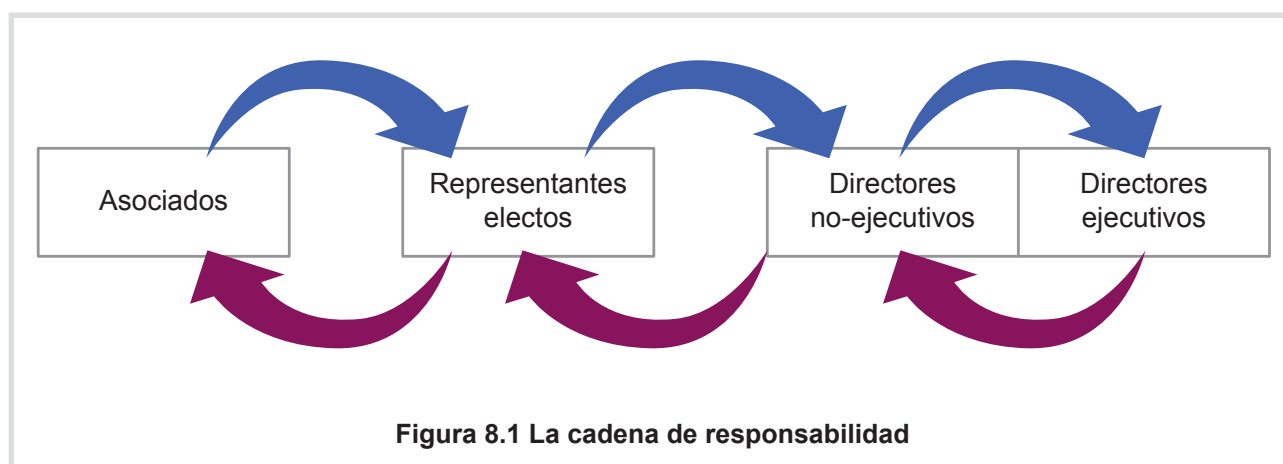 Asociados
Representantes
electos
Directores
no-ejecutivos
Directores
ejecutivos
Figura 8.1 La cadena de responsabilidad